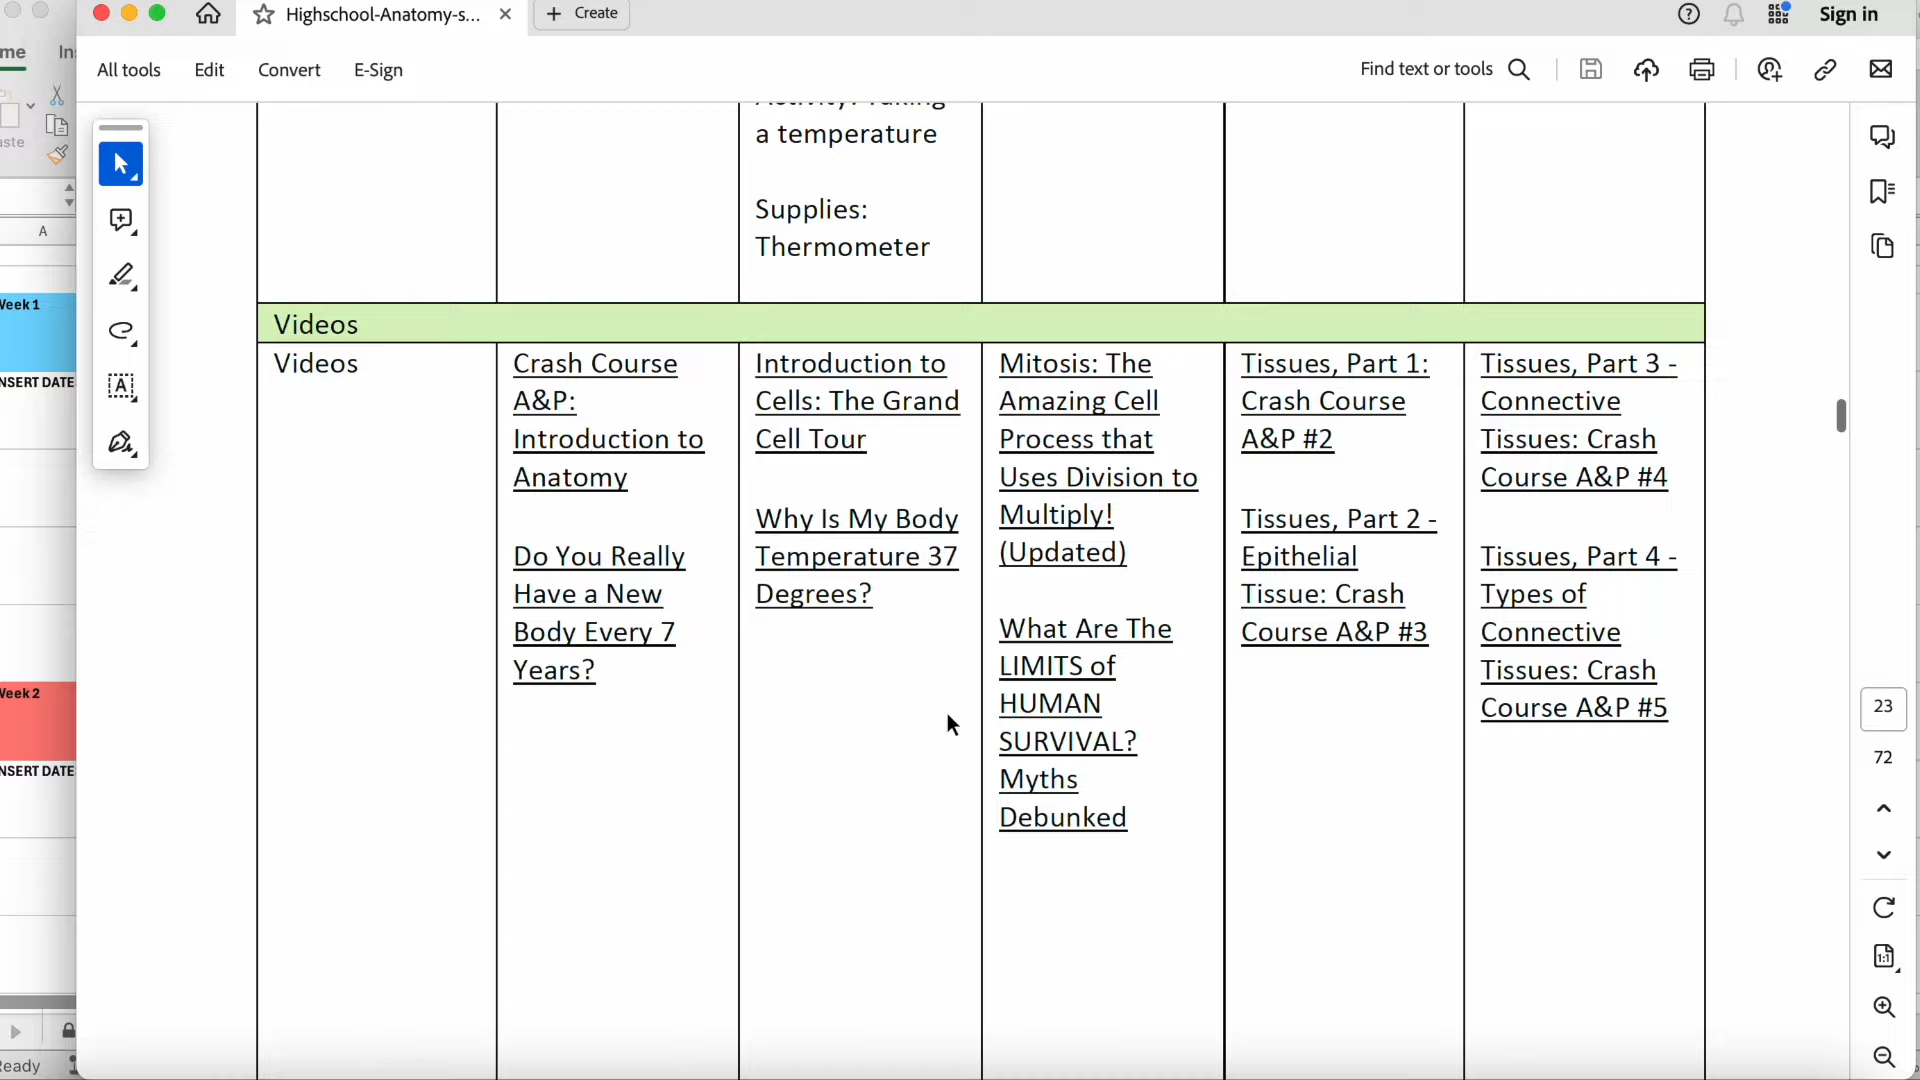 Highschool-Anatomy-s...
Create
Sign in
All tools
Edit
Convert
E-Sign
Find text or tools
me
A
Week 1
INSERT DATE
Week 2
INSERT DATE
Ready
a temperature
Supplies:
Thermometer
Videos
Videos
Crash Course
A&P:
Introduction to
Anatomy
Do You Really
Have a New
Body Every 7
Years?
Introduction to
Cells: The Grand
Cell Tour
Why Is My Body
Temperature 37
Degrees?
Mitosis: The
Amazing Cell
Process that
Uses Division to
Multiply!
(Updated)
What Are The
LIMITS of
HUMAN
SURVIVAL?
Myths
Debunked
Tissues, Part 1:
Crash Course
A&P #2
Tissues, Part 2 -
Epithelial
Tissue: Crash
Course A&P #3
Tissues, Part 3 -
Connective
Tissues: Crash
Course A&P #4
Tissues, Part 4 -
Types of
Connective
Tissues: Crash
Course A&P #5
23
72